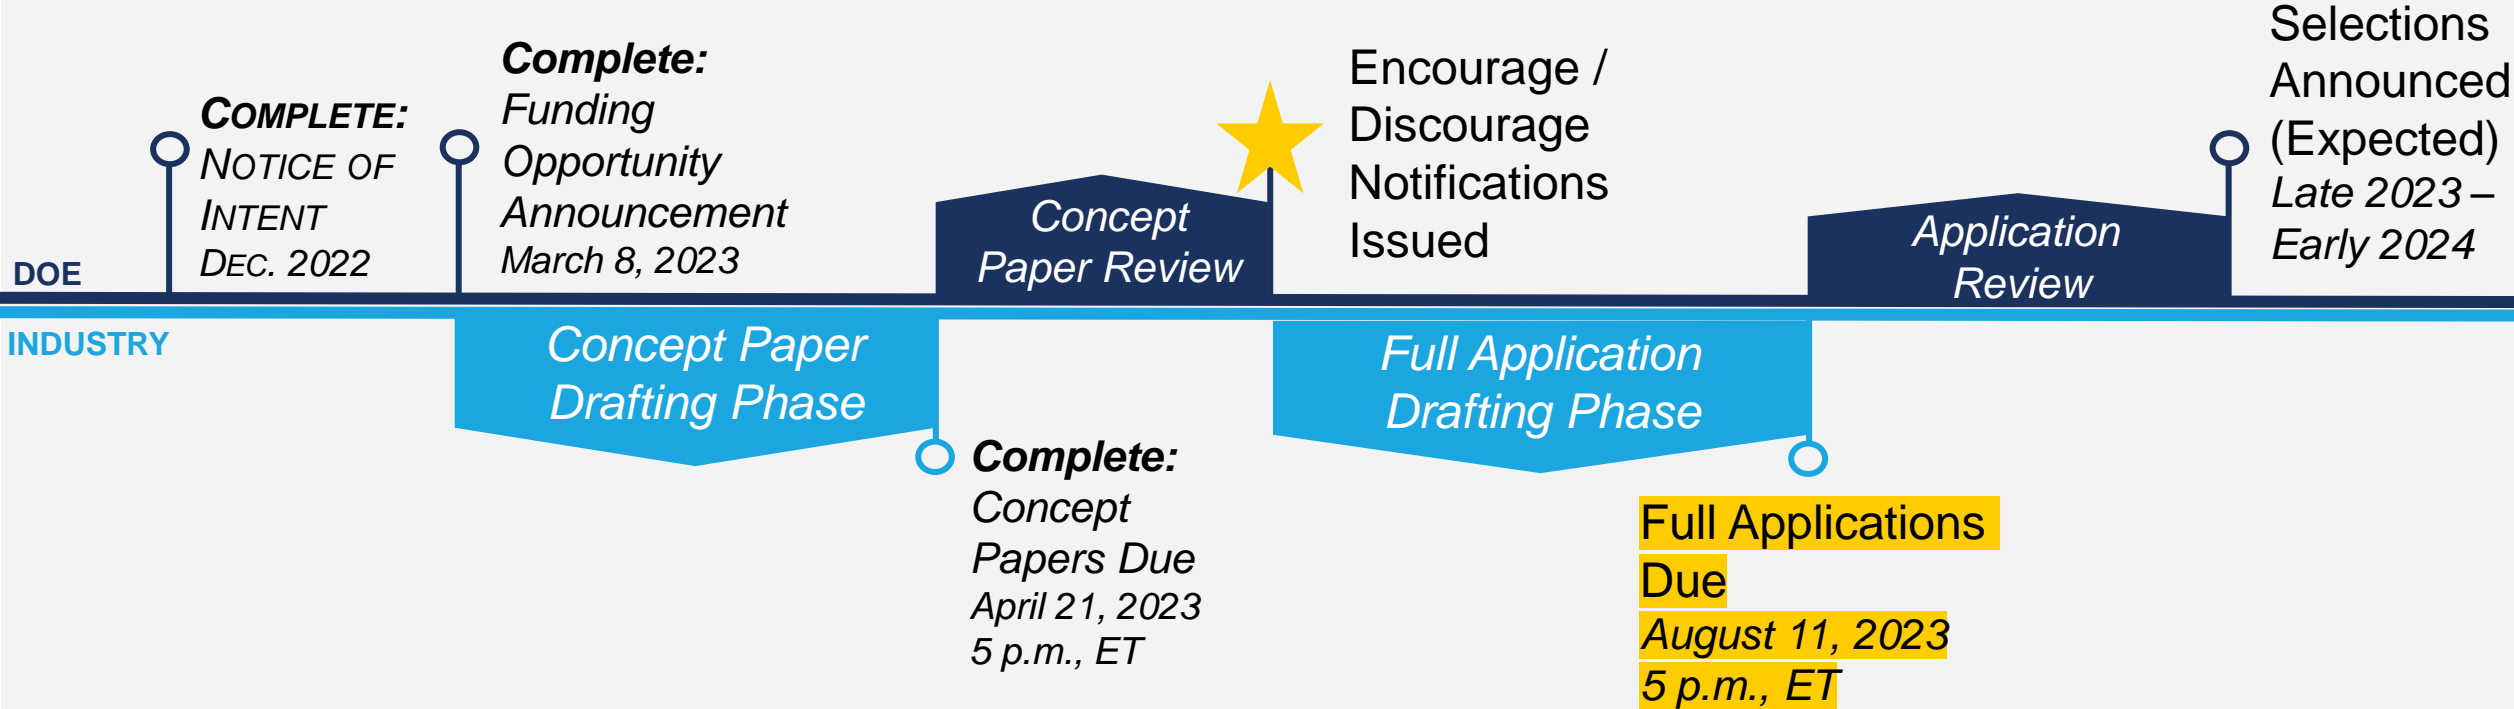 COMPLETE:
NOTICE OF
INTENT
DEC. 2022
Complete:
Funding
Opportunity
Announcement
March 8, 2023
Concept
Paper Review
Encourage /
Discourage
Notifications
Issued
Application
Review
Selections
Announced
(Expected)
Late 2023 –
Early 2024
DOE
INDUSTRY
Concept Paper
Drafting Phase
Complete:
Concept
Papers Due
April 21, 2023
5 p.m., ET
Full Application
Drafting Phase
Full Applications
Due
August 11, 2023
5 p.m., ET